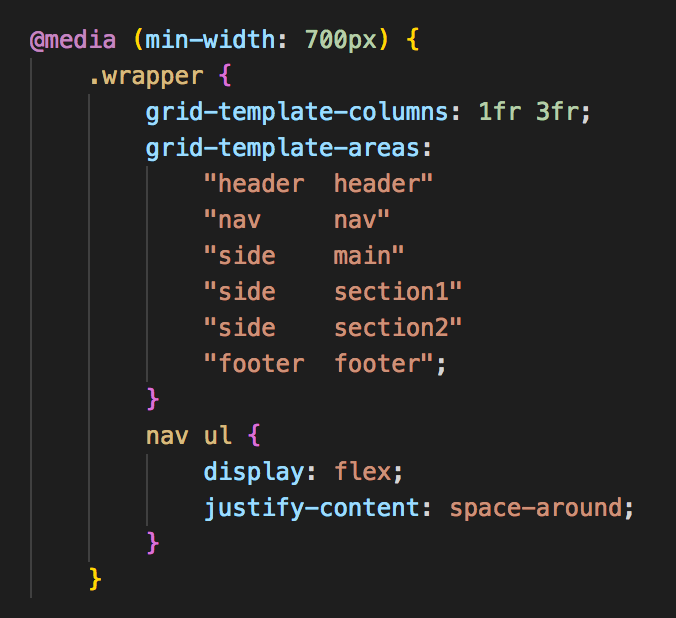 @media (min-width: 700px) {
    .wrapper {
        grid-template-columns: 1fr 3fr;
        grid-template-areas:
            "header  header"
            "nav     nav"
            "side    main"
            "side    section1"
            "side    section2"
            "footer  footer";
        }
        nav ul {
            display: flex;
            justify-content: space-around;
        }
    }